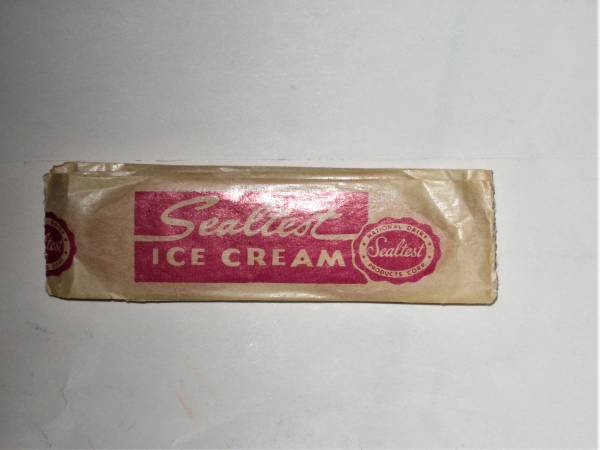 Sealtest
ICE CREAM
NATIONAL DAIRY
Sealtest
PRODUCTS CORP.